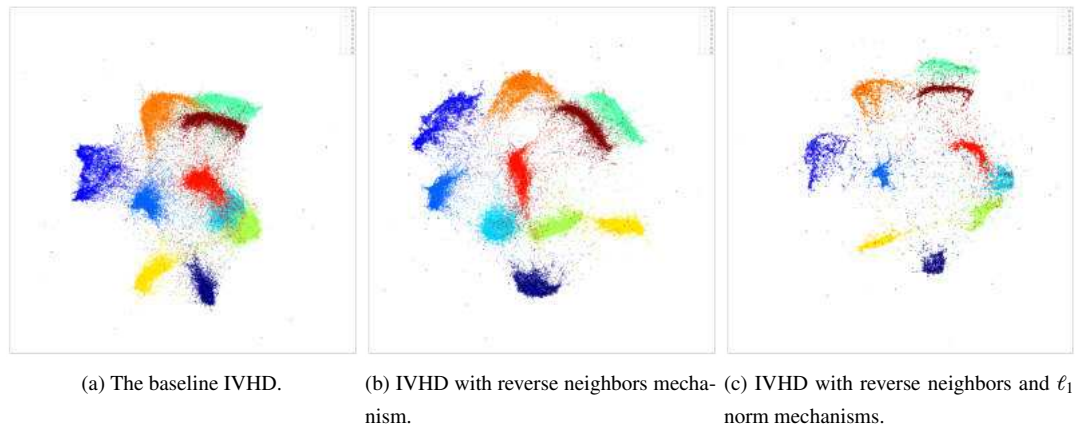 (a) The baseline IVHD.
(b) IVHD with reverse neighbors mecha-
nism.
(c) IVHD with reverse neighbors and ℓ1
norm mechanisms.